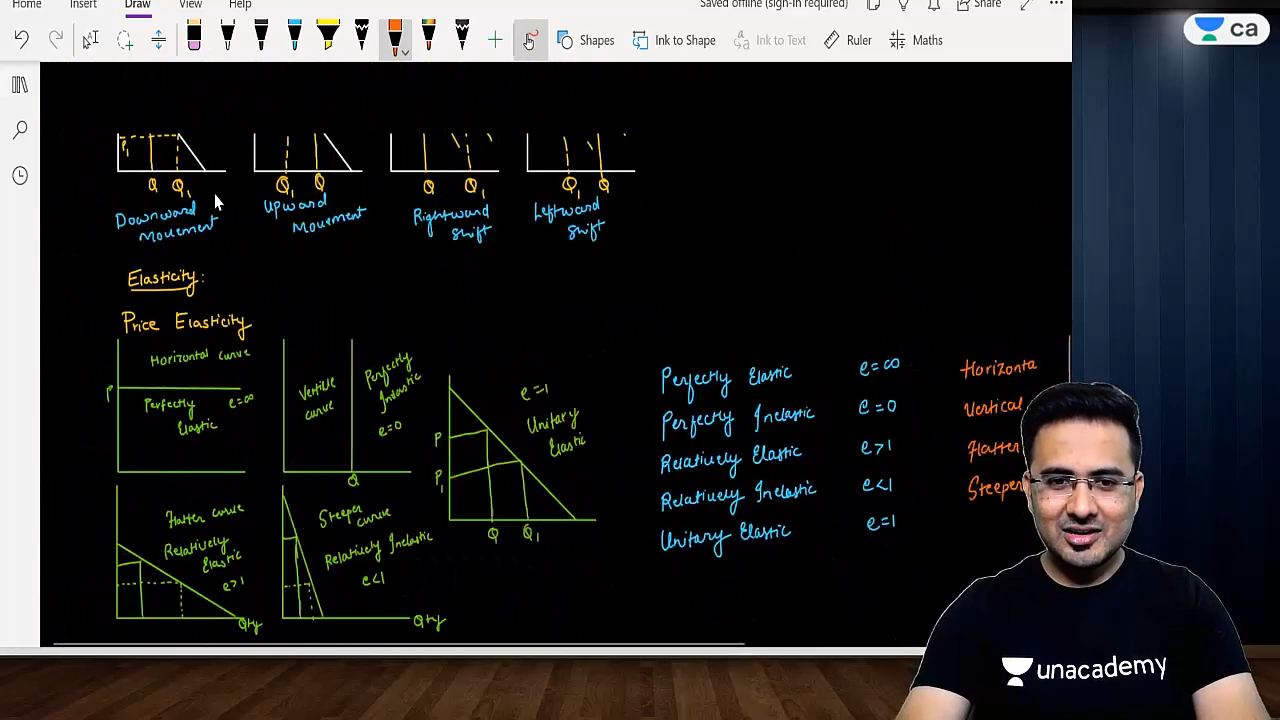 Home Insert Draw View Help Saved offline (sign-in required) Share
Shapes Ink to Shape Ink to Text Ruler Maths
ca
P1
Q Q1
Q1 Q
Q Q1
Q1 Q
Downward Movement
Upward Movement
Rightward Shift
Leftward Shift
Elasticity:
Price Elasticity
Horizontal curve
P
Perfectly Elastic e=∞
Vertile curve
Perfectly Inelastic
e=0
Q
e=1
Unitary Elastic
P
P1
Q Q1
Flatter curve
Relatively Elastic
e>1
Qty
Steeper curve
Relatively Inelastic
e<1
Qty
Perfectly Elastic e=∞ Horizonta
Perfectly Inelastic e=0 Vertical
Relatively Elastic e>1 Flatter
Relatively Inelastic e<1 Steeper
Unitary Elastic e=1
unacademy